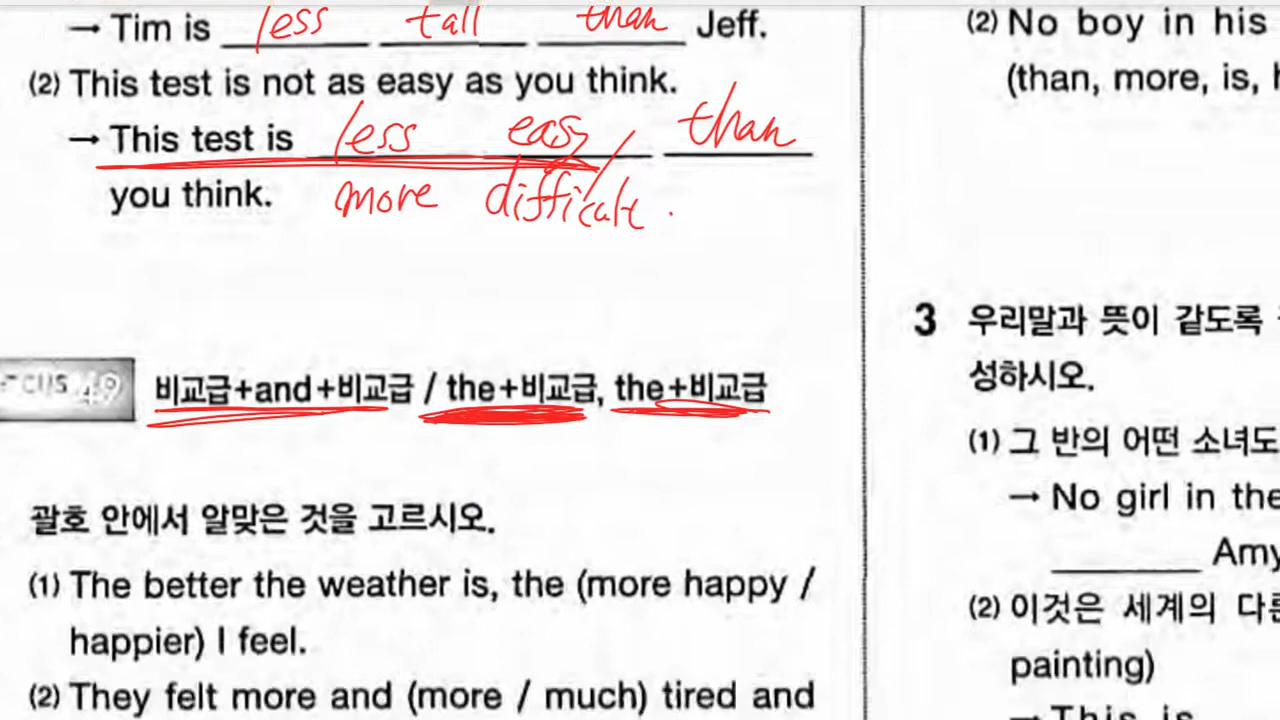 → Tim is less tall than Jeff.
(2) This test is not as easy as you think.
→ This test is less easy / than
you think. more difficult.
FOCUS 49 비교급+and+비교급 / the+비교급, the+비교급
괄호 안에서 알맞은 것을 고르시오.
(1) The better the weather is, the (more happy /
happier) I feel.
(2) They felt more and (more / much) tired and
(2) No boy in his
(than, more, is,
3 우리말과 뜻이 같도록
성하시오.
(1) 그 반의 어떤 소녀도
→ No girl in the
Amy
(2) 이것은 세계의 다른
painting)
→ This is